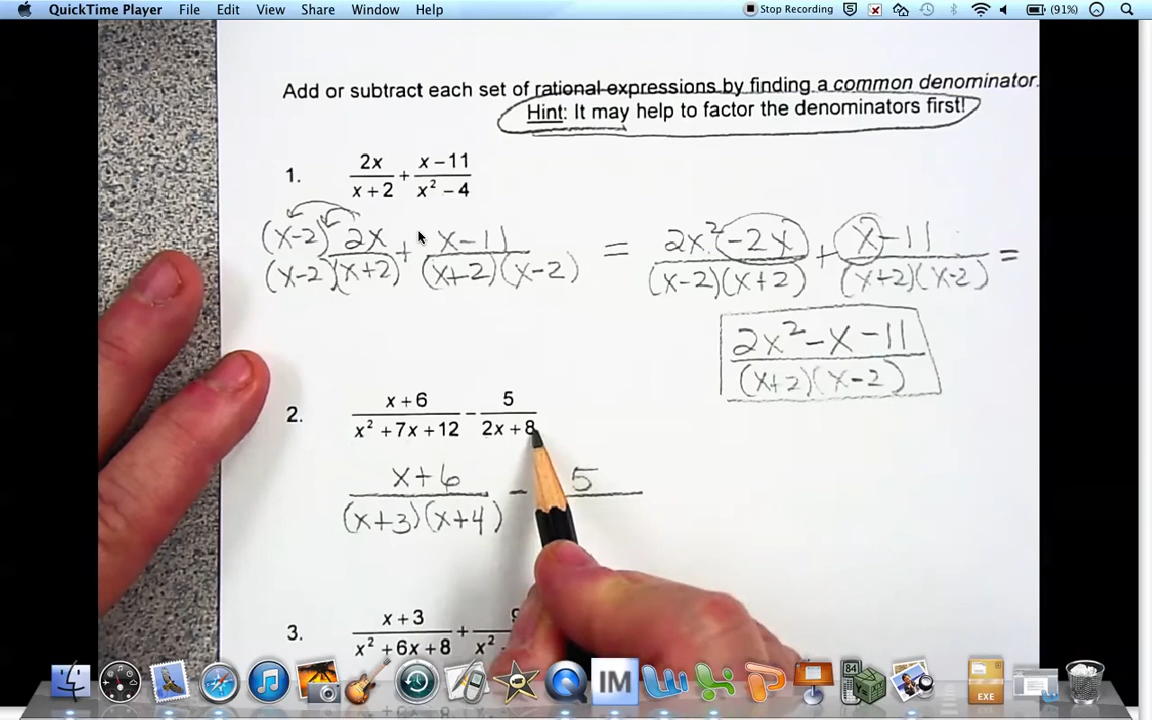 QuickTime Player File Edit View Share Window Help Stop Recording (91%)
Add or subtract each set of rational expressions by finding a common denominator.
Hint: It may help to factor the denominators first!
1. 2x/(x+2) + (x−11)/(x²−4)
(x-2)2x/(x-2)(x+2) + x-11/(x+2)(x-2) = 2x²-2x/(x-2)(x+2) + x-11/(x+2)(x-2) =
2x²-x-11/(x+2)(x-2)
2. (x+6)/(x²+7x+12) − 5/(2x+8)
x+6/(x+3)(x+4) - 5
3. (x+3)/(x²+6x+8) + /x²
84
IM
EXE